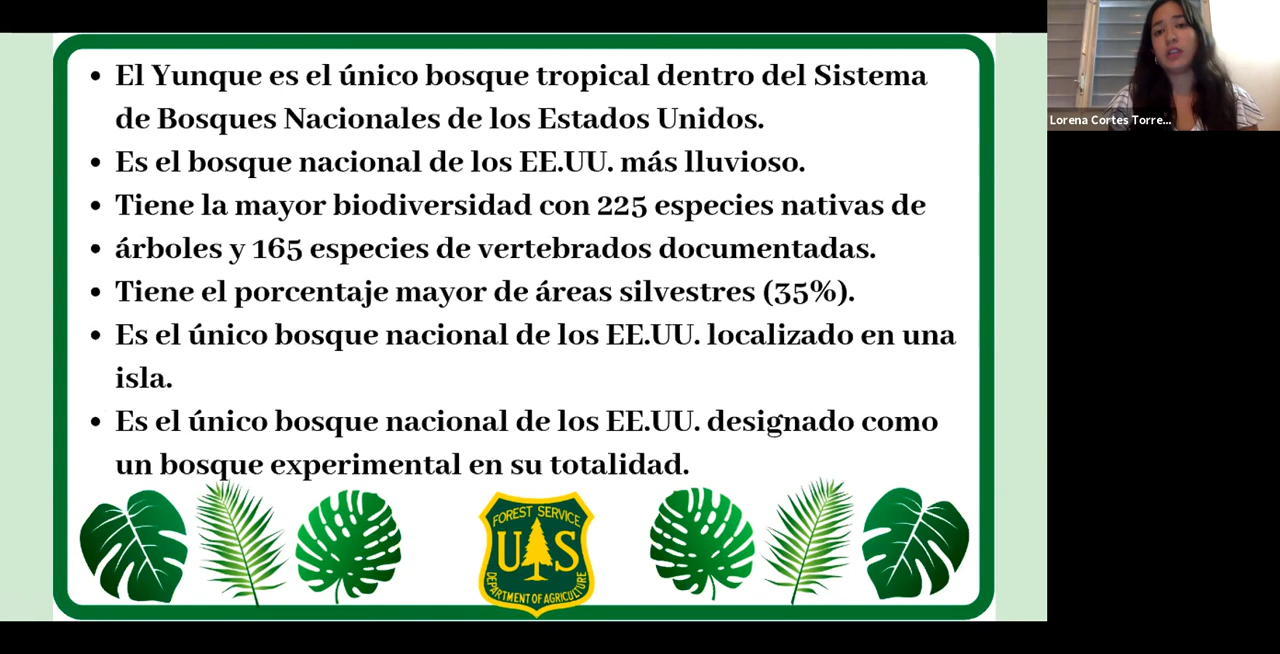 • El Yunque es el único bosque tropical dentro del Sistema
de Bosques Nacionales de los Estados Unidos.
• Es el bosque nacional de los EE.UU. más lluvioso.
• Tiene la mayor biodiversidad con 225 especies nativas de
• árboles y 165 especies de vertebrados documentadas.
• Tiene el porcentaje mayor de áreas silvestres (35%).
• Es el único bosque nacional de los EE.UU. localizado en una
isla.
• Es el único bosque nacional de los EE.UU. designado como
un bosque experimental en su totalidad.
FOREST SERVICE
U S
DEPARTMENT OF AGRICULTURE
Lorena Cortes Torre...